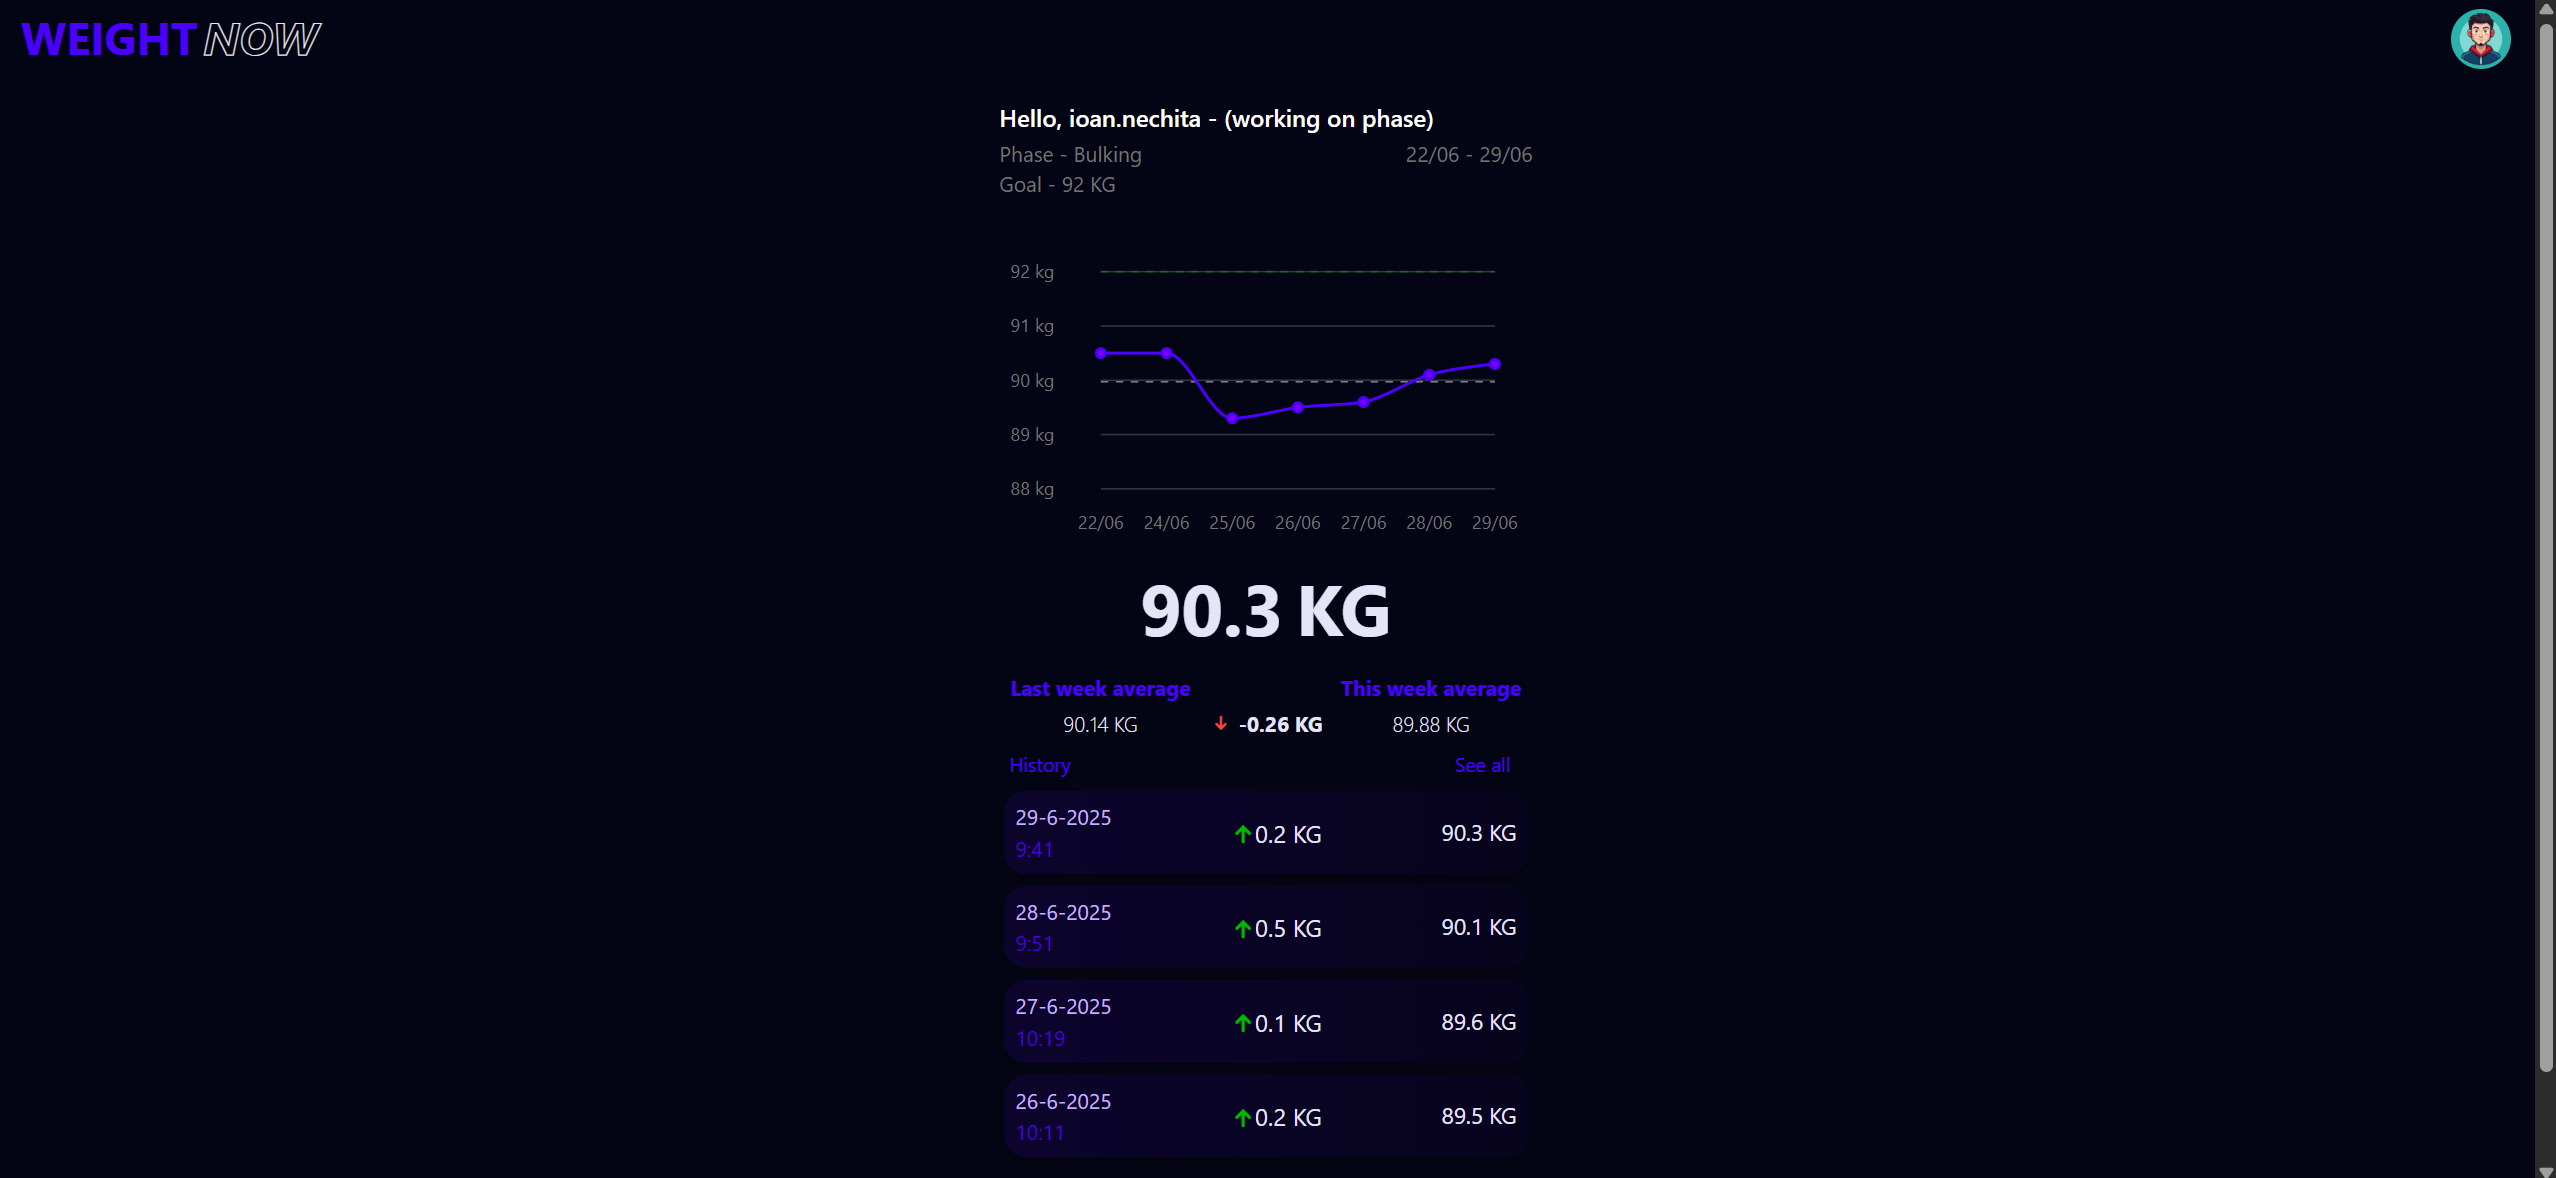 WEIGHT NOW
Hello, ioan.nechita - (working on phase)
Phase - Bulking 22/06 - 29/06
Goal - 92 KG
92 kg
91 kg
90 kg
89 kg
88 kg
22/06 24/06 25/06 26/06 27/06 28/06 29/06
90.3 KG
Last week average This week average
90.14 KG -0.26 KG 89.88 KG
History See all
29-6-2025
9:41
0.2 KG
90.3 KG
28-6-2025
9:51
0.5 KG
90.1 KG
27-6-2025
10:19
0.1 KG
89.6 KG
26-6-2025
10:11
0.2 KG
89.5 KG